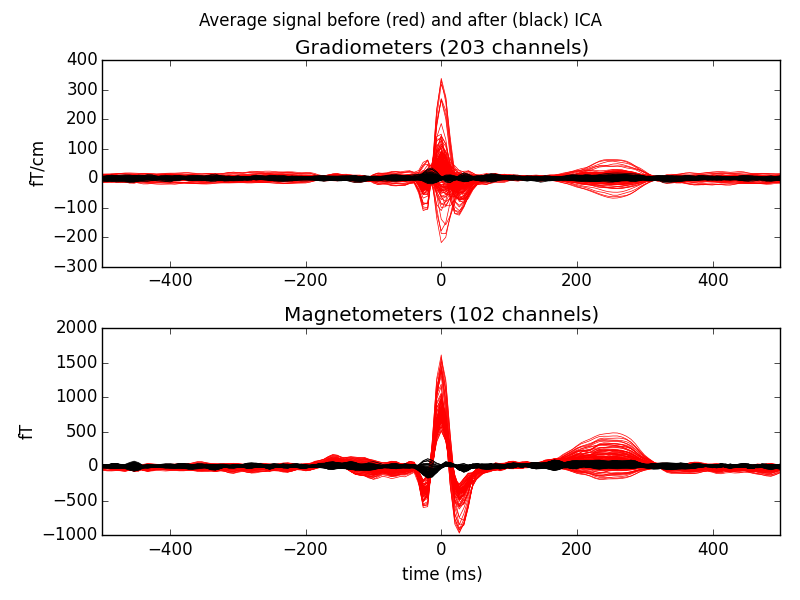 Average signal before (red) and after (black) ICA
Gradiometers (203 channels)
400
300
200
100
0
−100
−200
−300
fT/cm
−400 −200 0 200 400
Magnetometers (102 channels)
2000
1500
1000
500
0
−500
−1000
fT
−400 −200 0 200 400
time (ms)